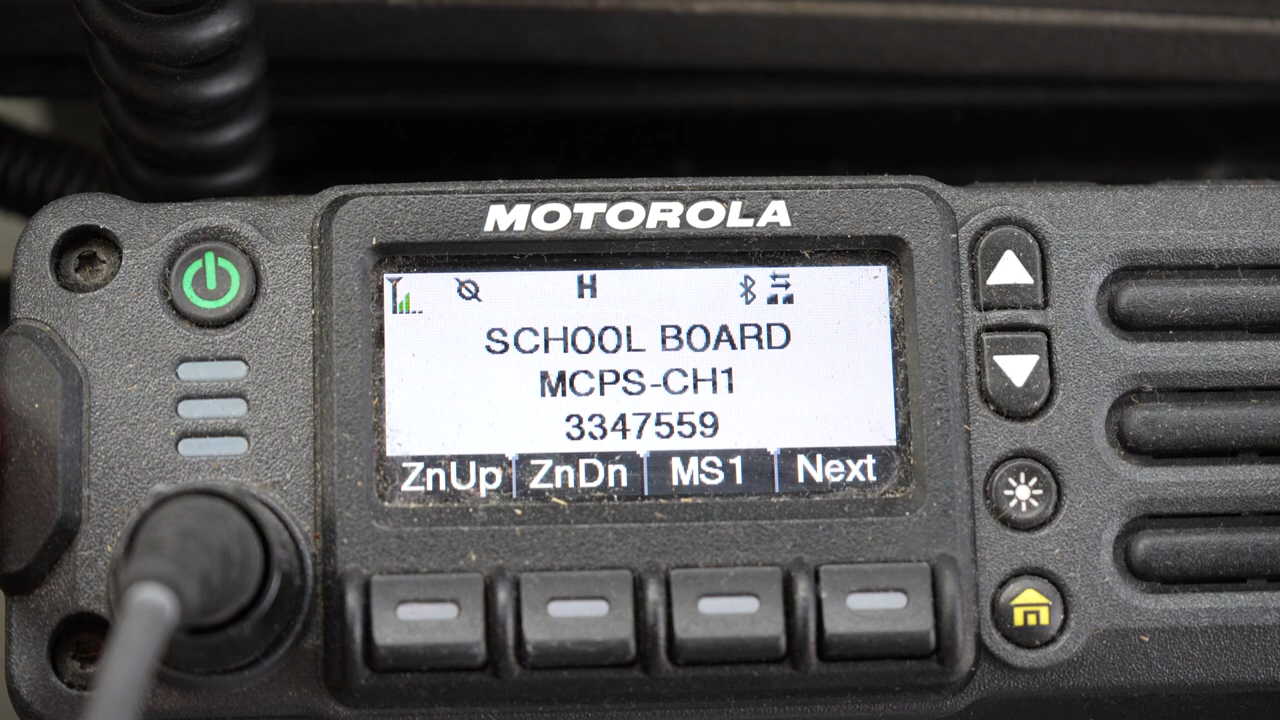 MOTOROLA
H
SCHOOL BOARD
MCPS-CH1
3347559
ZnUp ZnDn MS1 Next